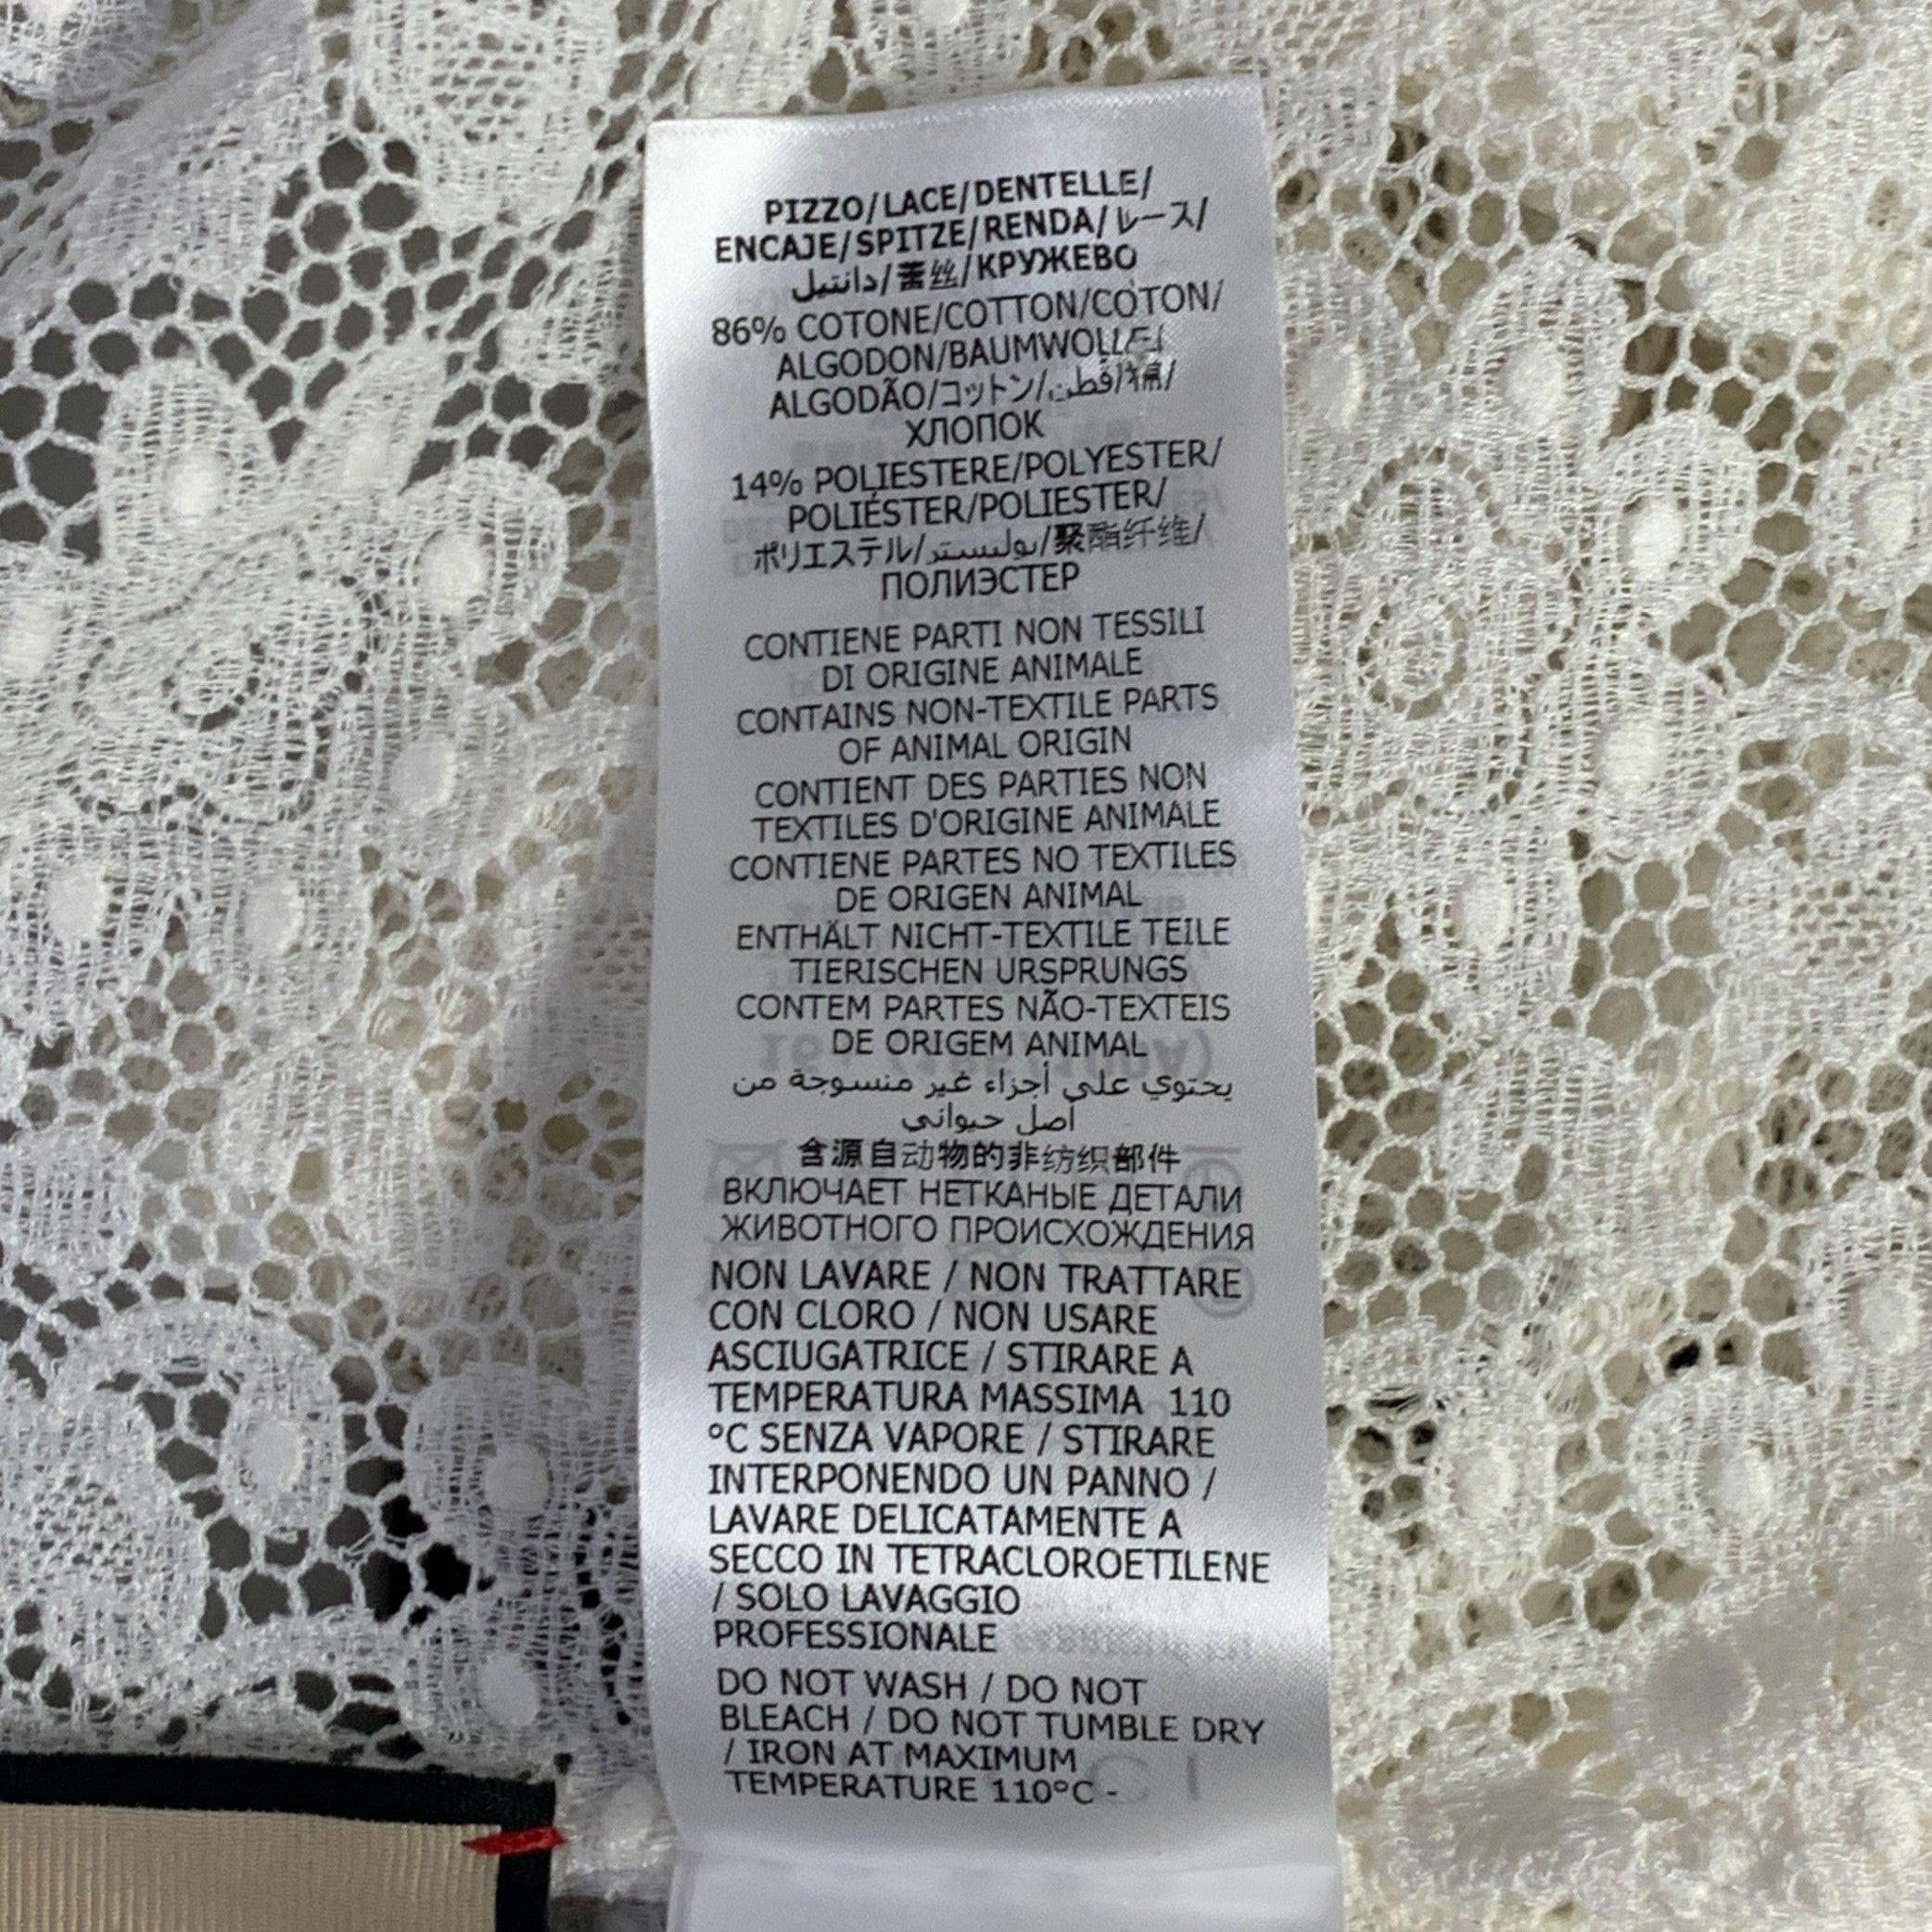 PIZZO/LACE/DENTELLE/
ENCAJE/SPITZE/RENDA/レース/
دانتيل/蕾丝/КРУЖЕВО
86% COTONE/COTTON/COTON/
ALGODON/BAUMWOLLE/
ALGODÃO/コットン/قطن/棉/
ХЛОПОК
14% POLIESTERE/POLYESTER/
POLIÉSTER/POLIESTER/
ポリエステル/بوليستر/聚酯纤维/
ПОЛИЭСТЕР
CONTIENE PARTI NON TESSILI
DI ORIGINE ANIMALE
CONTAINS NON-TEXTILE PARTS
OF ANIMAL ORIGIN
CONTIENT DES PARTIES NON
TEXTILES D'ORIGINE ANIMALE
CONTIENE PARTES NO TEXTILES
DE ORIGEN ANIMAL
ENTHÄLT NICHT-TEXTILE TEILE
TIERISCHEN URSPRUNGS
CONTEM PARTES NÃO-TEXTEIS
DE ORIGEM ANIMAL
يحتوي على أجزاء غير منسوجة من
أصل حيواني
含源自动物的非纺织部件
ВКЛЮЧАЕТ НЕТКАНЫЕ ДЕТАЛИ
ЖИВОТНОГО ПРОИСХОЖДЕНИЯ
NON LAVARE / NON TRATTARE
CON CLORO / NON USARE
ASCIUGATRICE / STIRARE A
TEMPERATURA MASSIMA 110
°C SENZA VAPORE / STIRARE
INTERPONENDO UN PANNO /
LAVARE DELICATAMENTE A
SECCO IN TETRACLOROETILENE
/ SOLO LAVAGGIO
PROFESSIONALE
DO NOT WASH / DO NOT
BLEACH / DO NOT TUMBLE DRY
/ IRON AT MAXIMUM
TEMPERATURE 110°C -